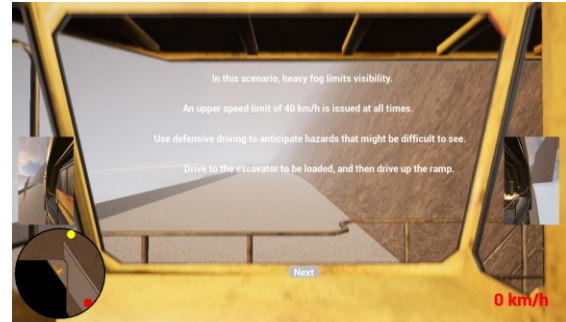 In this scenario, heavy fog limits visibility.
An upper speed limit of 40 km/h is issued at all times.
Use defensive driving to anticipate hazards that might be difficult to see.
Drive to the excavator to be loaded, and then drive up the ramp.
Next
0 km/h